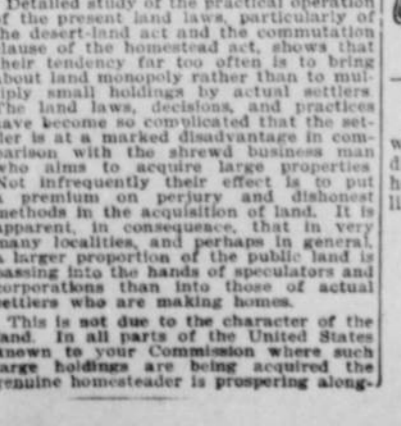 Detailed study of the practical operation
of the present land laws, particularly of
the desert-land act and the commutation
clause of the homestead act, shows that
their tendency far too often is to bring
about land monopoly rather than to mul-
tiply small holdings by actual settlers.
The land laws, decisions, and practices
have become so complicated that the set-
tler is at a marked disadvantage in com-
parison with the shrewd business man
who aims to acquire large properties.
Not infrequently their effect is to put
a premium on perjury and dishonest
methods in the acquisition of land. It is
apparent, in consequence, that in very
many localities, and perhaps in general,
a larger proportion of the public land is
passing into the hands of speculators and
corporations than into those of actual
settlers who are making homes.
This is not due to the character of the
land. In all parts of the United States
known to your Commission where such
large holdings are being acquired the
genuine homesteader is prospering along-